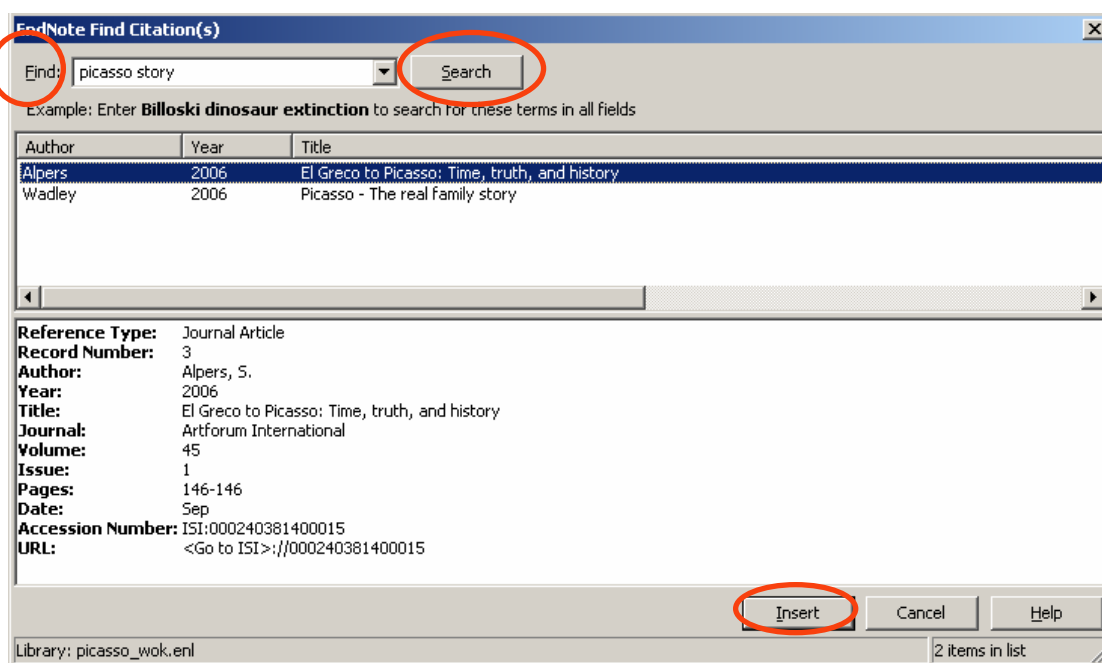 EndNote Find Citation(s)
Find: picasso story Search
Example: Enter Billoski dinosaur extinction to search for these terms in all fields
Author Year Title
Alpers 2006 El Greco to Picasso: Time, truth, and history
Wadley 2006 Picasso - The real family story
Reference Type: Journal Article
Record Number: 3
Author: Alpers, S.
Year: 2006
Title: El Greco to Picasso: Time, truth, and history
Journal: Artforum International
Volume: 45
Issue: 1
Pages: 146-146
Date: Sep
Accession Number: ISI:000240381400015
URL: <Go to ISI>://000240381400015
Insert Cancel Help
Library: picasso_wok.enl 2 items in list